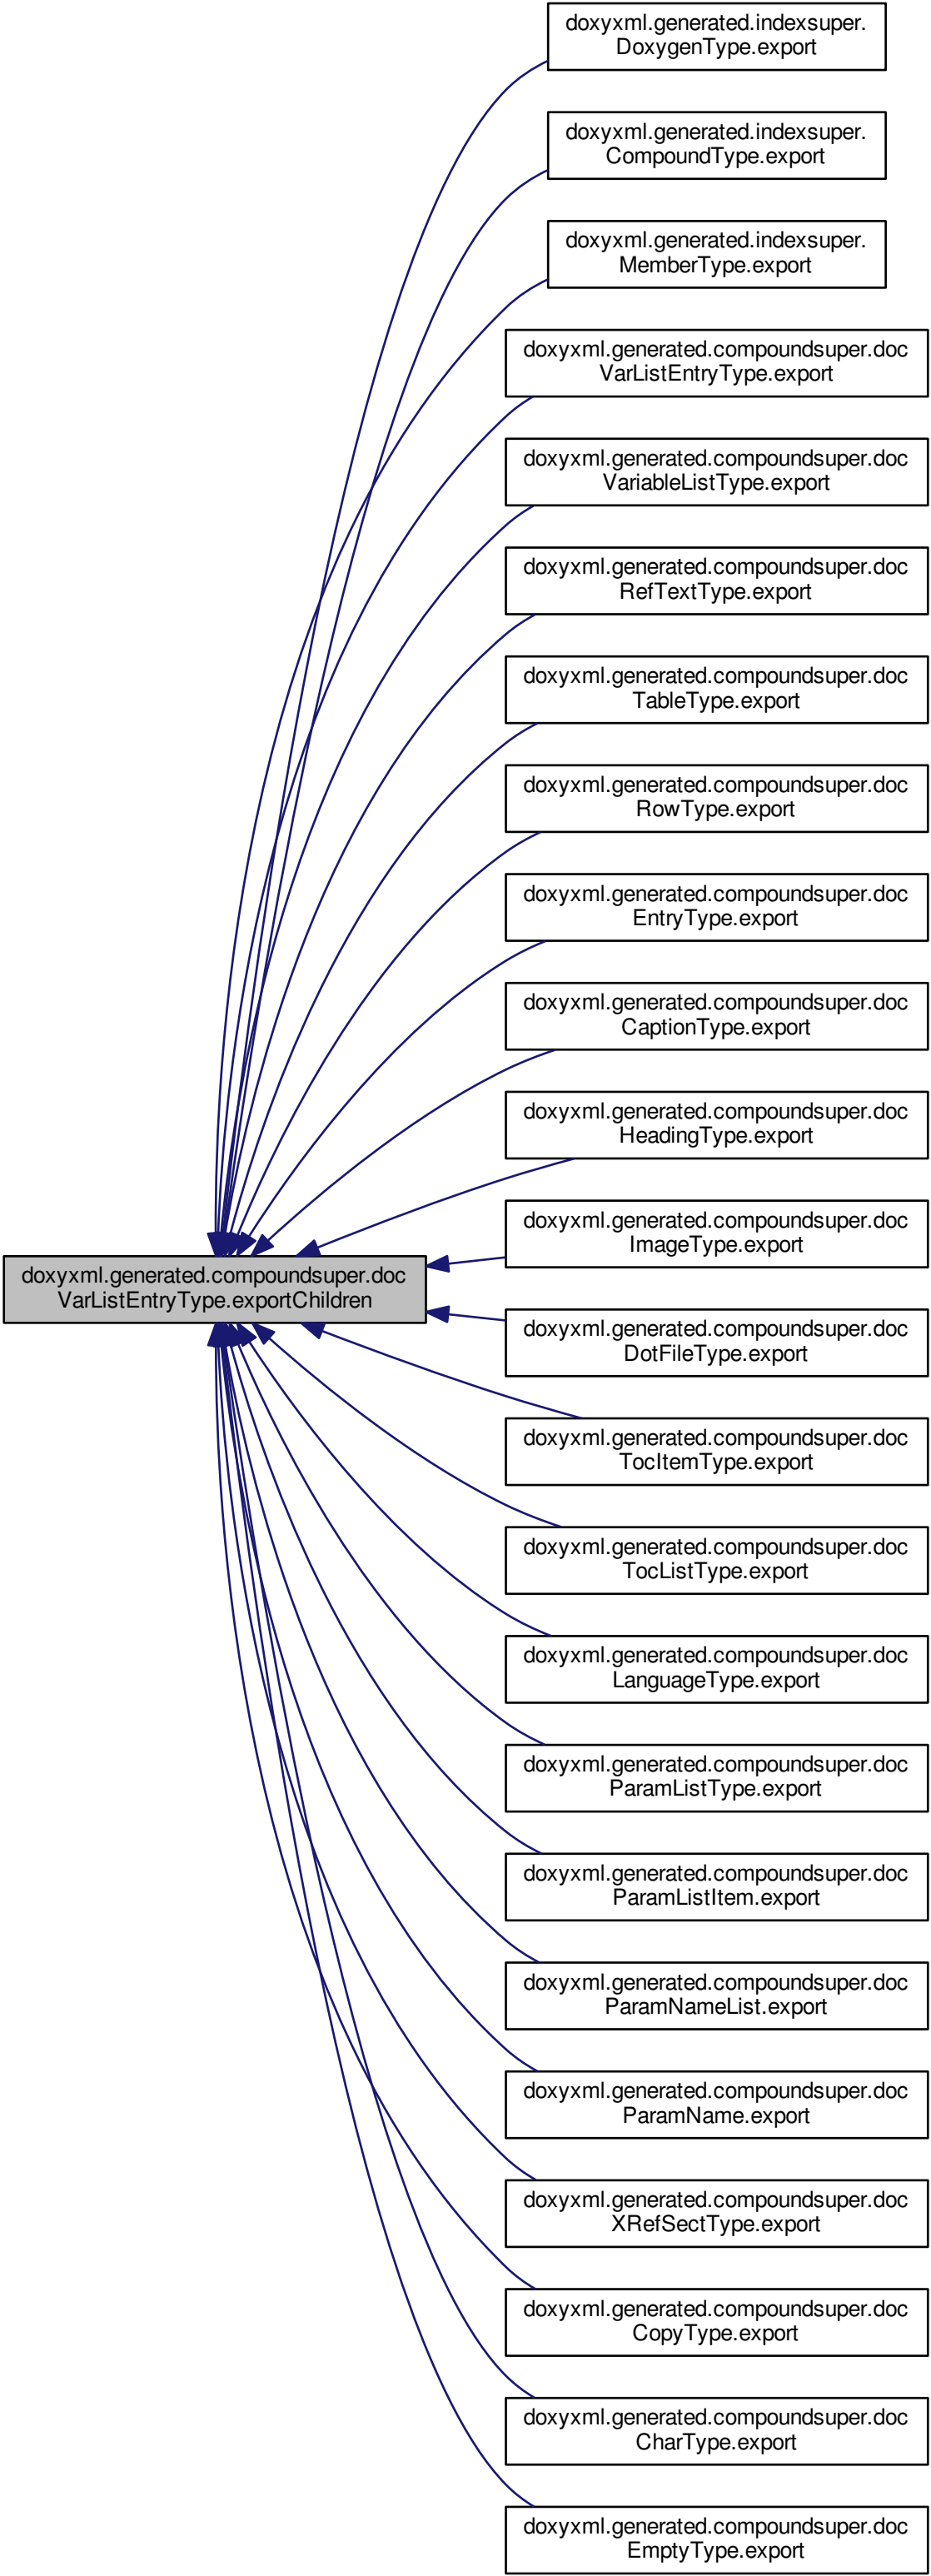 doxyxml.generated.indexsuper.
DoxygenType.export
doxyxml.generated.indexsuper.
CompoundType.export
doxyxml.generated.indexsuper.
MemberType.export
doxyxml.generated.compoundsuper.doc
VarListEntryType.export
doxyxml.generated.compoundsuper.doc
VariableListType.export
doxyxml.generated.compoundsuper.doc
RefTextType.export
doxyxml.generated.compoundsuper.doc
TableType.export
doxyxml.generated.compoundsuper.doc
RowType.export
doxyxml.generated.compoundsuper.doc
EntryType.export
doxyxml.generated.compoundsuper.doc
CaptionType.export
doxyxml.generated.compoundsuper.doc
HeadingType.export
doxyxml.generated.compoundsuper.doc
ImageType.export
doxyxml.generated.compoundsuper.doc
VarListEntryType.exportChildren
doxyxml.generated.compoundsuper.doc
DotFileType.export
doxyxml.generated.compoundsuper.doc
TocItemType.export
doxyxml.generated.compoundsuper.doc
TocListType.export
doxyxml.generated.compoundsuper.doc
LanguageType.export
doxyxml.generated.compoundsuper.doc
ParamListType.export
doxyxml.generated.compoundsuper.doc
ParamListItem.export
doxyxml.generated.compoundsuper.doc
ParamNameList.export
doxyxml.generated.compoundsuper.doc
ParamName.export
doxyxml.generated.compoundsuper.doc
XRefSectType.export
doxyxml.generated.compoundsuper.doc
CopyType.export
doxyxml.generated.compoundsuper.doc
CharType.export
doxyxml.generated.compoundsuper.doc
EmptyType.export